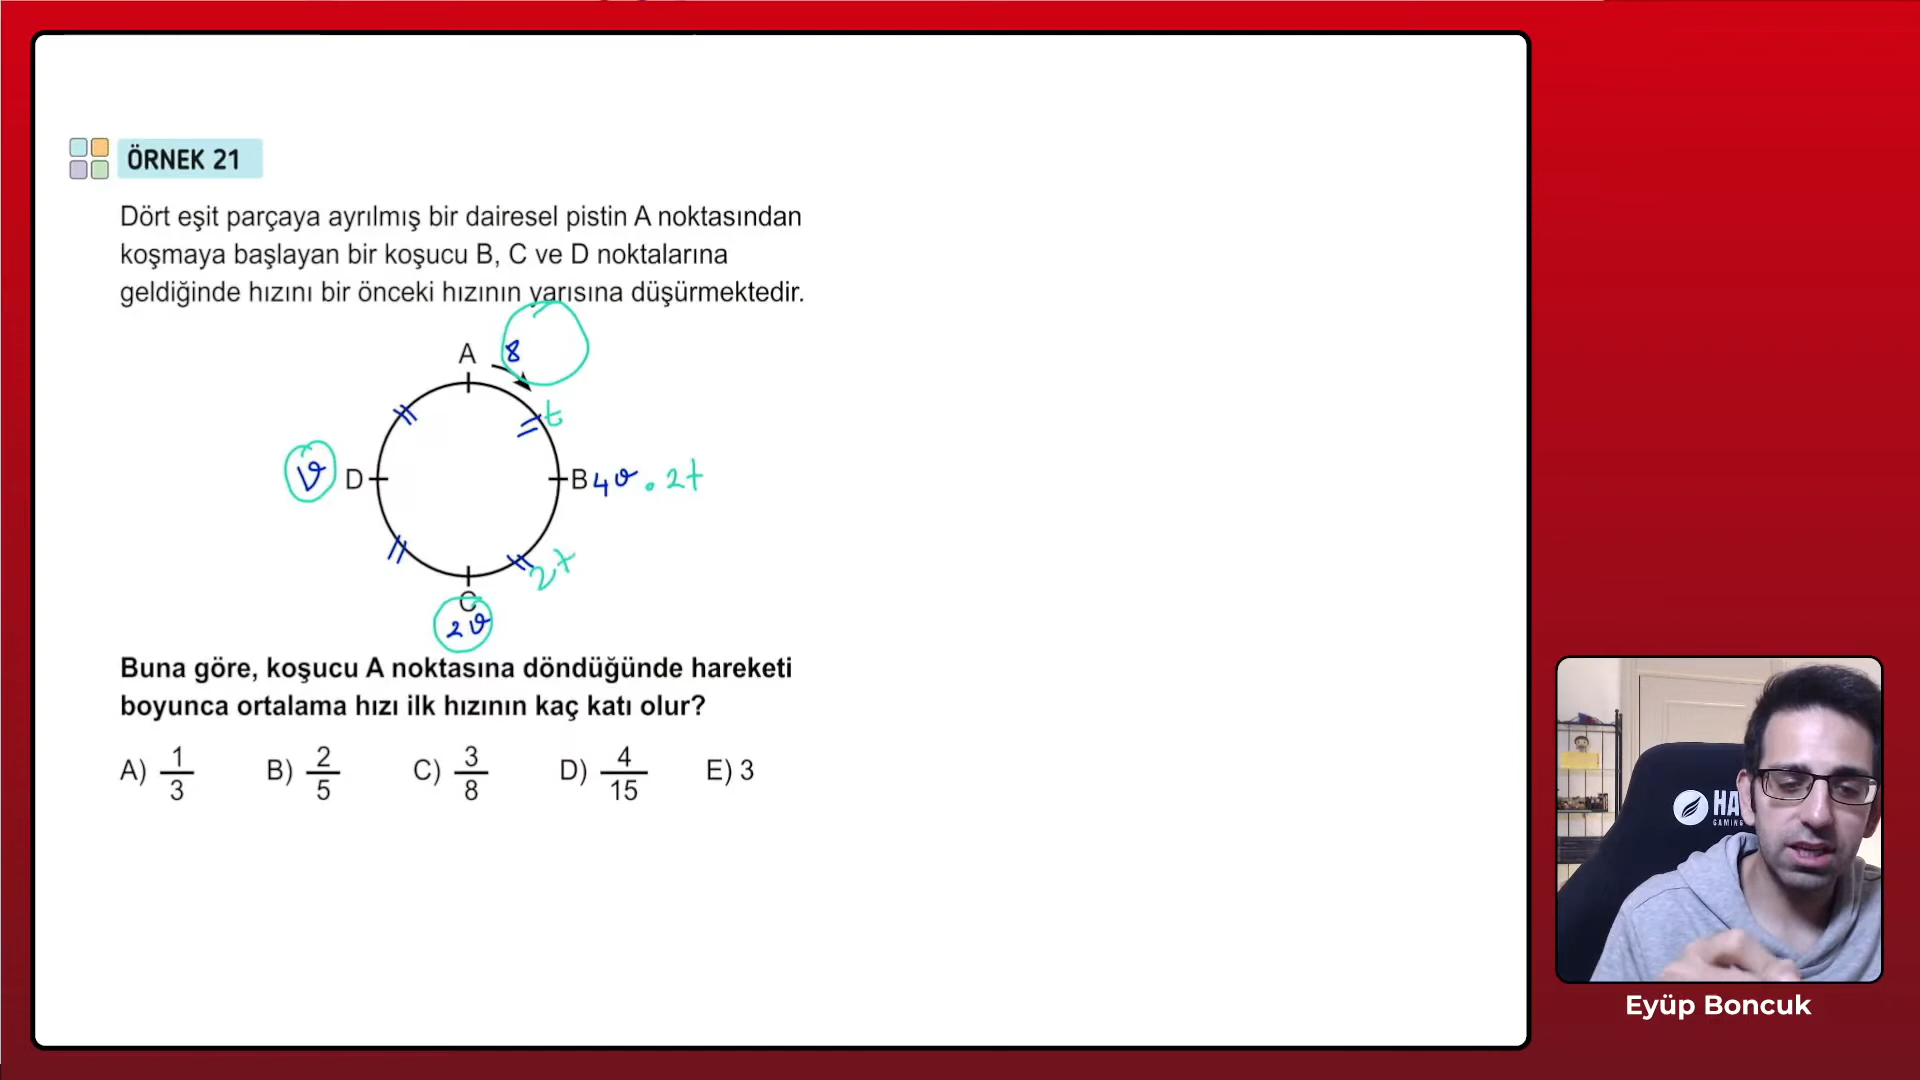 ÖRNEK 21
Dört eşit parçaya ayrılmış bir dairesel pistin A noktasından
koşmaya başlayan bir koşucu B, C ve D noktalarına
geldiğinde hızını bir önceki hızının yarısına düşürmektedir.
A 8
t
ϑ D B 4ϑ . 2t
2t
C
2ϑ
Buna göre, koşucu A noktasına döndüğünde hareketi
boyunca ortalama hızı ilk hızının kaç katı olur?
A) 1/3 B) 2/5 C) 3/8 D) 4/15 E) 3
HA
GAMING
Eyüp Boncuk